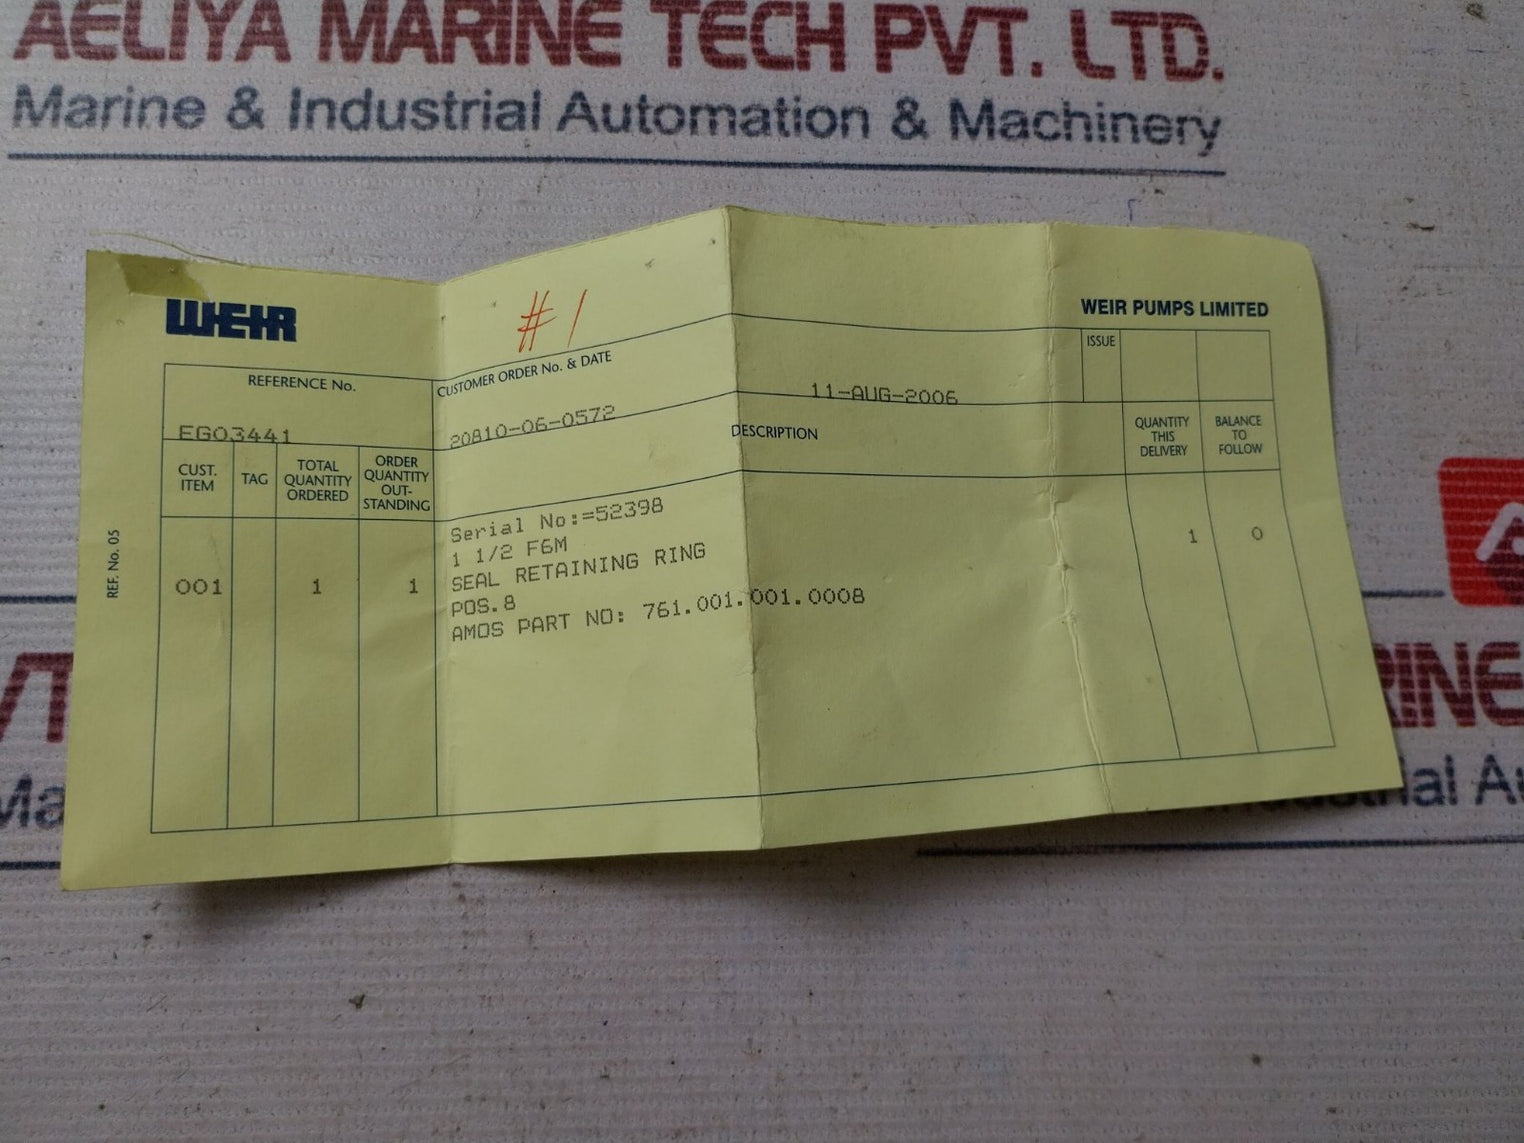 AELIYA MARINE TECH PVT. LTD.
Marine & Industrial Automation & Machinery
WEIR
#1
WEIR PUMPS LIMITED
REFERENCE No.
EGO3441
CUSTOMER ORDER No. & DATE
20810-06-0572
11-AUG-2006
ISSUE
CUST. ITEM
TAG
TOTAL QUANTITY ORDERED
ORDER QUANTITY OUT-STANDING
DESCRIPTION
QUANTITY THIS DELIVERY
BALANCE TO FOLLOW
REF. No. 05
001
1
1
Serial No:=52398
1 1/2 F6M
SEAL RETAINING RING
POS.8
AMOS PART NO: 761.001.001.0008
1
0